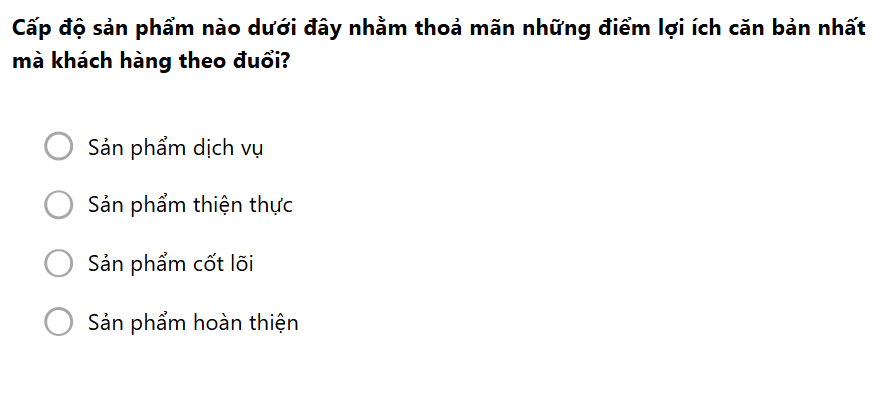 Cấp độ sản phẩm nào dưới đây nhằm thoả mãn những điểm lợi ích căn bản nhất
mà khách hàng theo đuổi?
Sản phẩm dịch vụ
Sản phẩm thiện thực
Sản phẩm cốt lõi
Sản phẩm hoàn thiện